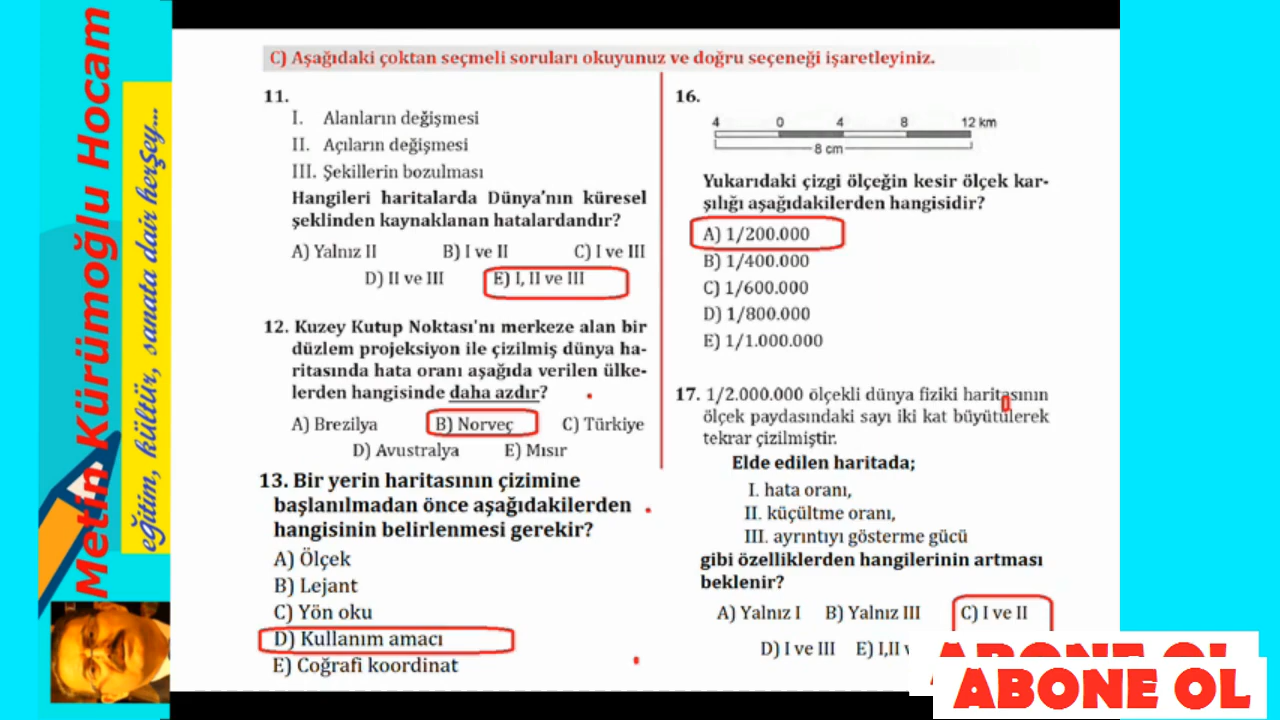 Metin Kürümoğlu Hocam
eğitim, kültür, sanata dair herşey...
C) Aşağıdaki çoktan seçmeli soruları okuyunuz ve doğru seçeneği işaretleyiniz.
11.
I. Alanların değişmesi
II. Açıların değişmesi
III. Şekillerin bozulması
Hangileri haritalarda Dünya'nın küresel
şeklinden kaynaklanan hatalardandır?
A) Yalnız II B) I ve II C) I ve III
D) II ve III E) I, II ve III
12. Kuzey Kutup Noktası'nı merkeze alan bir
düzlem projeksiyon ile çizilmiş dünya ha-
ritasında hata oranı aşağıda verilen ülke-
lerden hangisinde daha azdır?
A) Brezilya B) Norveç C) Türkiye
D) Avustralya E) Mısır
13. Bir yerin haritasının çizimine
başlanılmadan önce aşağıdakilerden
hangisinin belirlenmesi gerekir?
A) Ölçek
B) Lejant
C) Yön oku
D) Kullanım amacı
E) Coğrafi koordinat
16.
4 0 4 8 12 km
8 cm
Yukarıdaki çizgi ölçeğin kesir ölçek kar-
şılığı aşağıdakilerden hangisidir?
A) 1/200.000
B) 1/400.000
C) 1/600.000
D) 1/800.000
E) 1/1.000.000
17. 1/2.000.000 ölçekli dünya fiziki haritasının
ölçek paydasındaki sayı iki kat büyütülerek
tekrar çizilmiştir.
Elde edilen haritada;
I. hata oranı,
II. küçültme oranı,
III. ayrıntıyı gösterme gücü
gibi özelliklerden hangilerinin artması
beklenir?
A) Yalnız I B) Yalnız III C) I ve II
D) I ve III E) I,II v
ABONE OL
ABONE OL